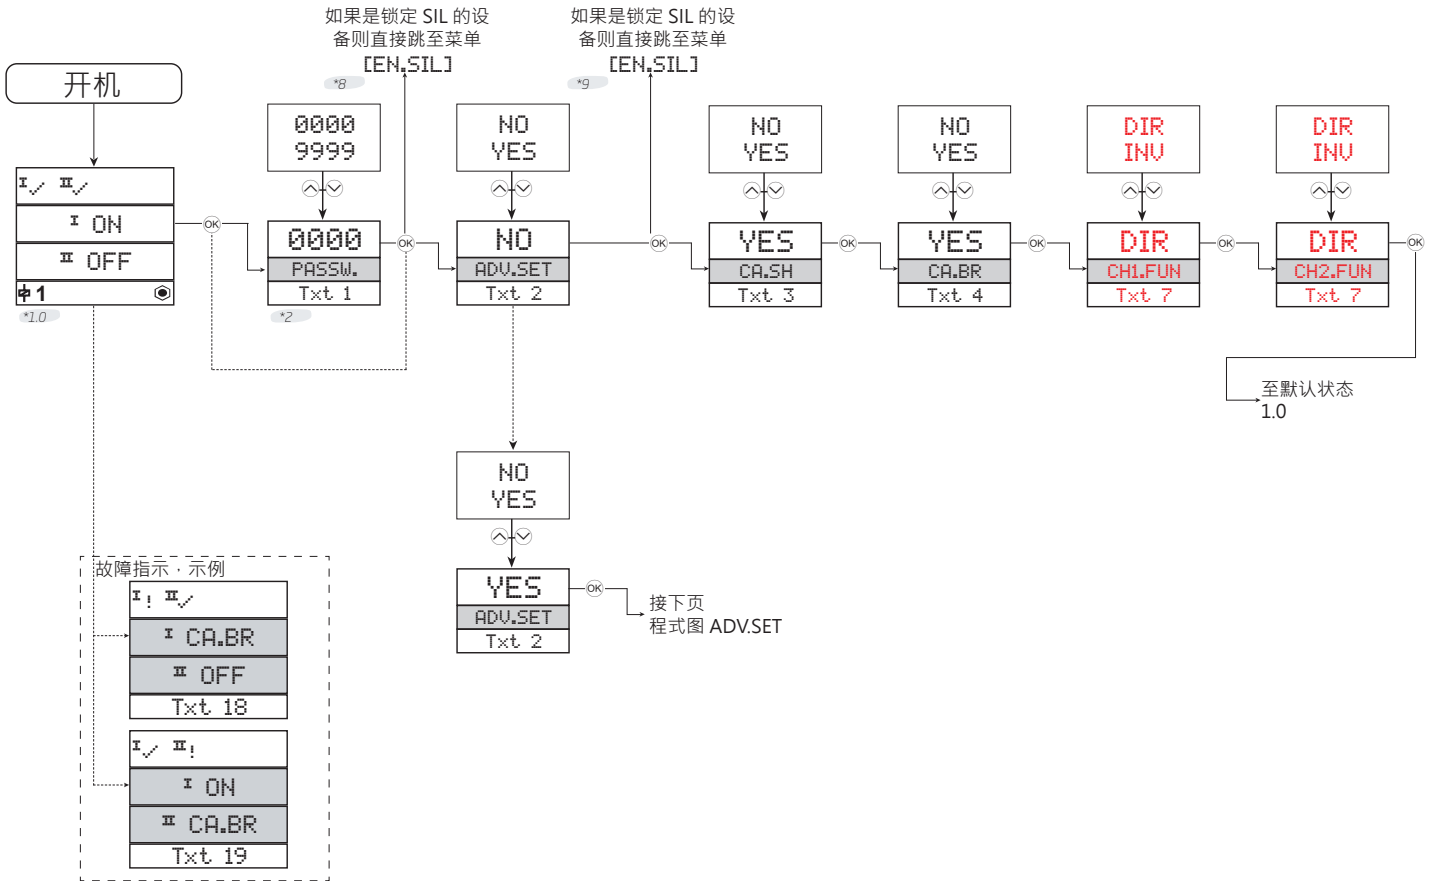 如果是锁定 SIL 的设
备则直接跳至菜单
[EN.SIL]
*8
如果是锁定 SIL 的设
备则直接跳至菜单
[EN.SIL]
*9
开机
I✓ II✓
I ON
II OFF
1
*1.0
OK
0000
9999
0000
PASSW.
Txt 1
*2
OK
NO
YES
NO
ADV.SET
Txt 2
OK
NO
YES
YES
CA.SH
Txt 3
OK
NO
YES
YES
CA.BR
Txt 4
OK
DIR
INV
DIR
CH1.FUN
Txt 7
OK
DIR
INV
DIR
CH2.FUN
Txt 7
OK
至默认状态
1.0
NO
YES
YES
ADV.SET
Txt 2
OK
接下页
程式图 ADV.SET
故障指示，示例
I! II✓
I CA.BR
II OFF
Txt 18
I✓ II!
I ON
II CA.BR
Txt 19